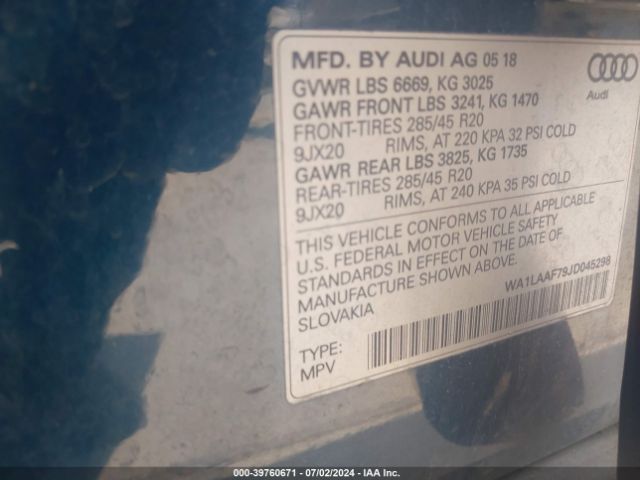 MFD. BY AUDI AG 05 18
GVWR LBS 6669, KG 3025
GAWR FRONT LBS 3241, KG 1470
FRONT-TIRES 285/45 R20
9JX20 RIMS, AT 220 KPA 32 PSI COLD
GAWR REAR LBS 3825, KG 1735
REAR-TIRES 285/45 R20
9JX20 RIMS, AT 240 KPA 35 PSI COLD
THIS VEHICLE CONFORMS TO ALL APPLICABLE
U.S. FEDERAL MOTOR VEHICLE SAFETY
STANDARDS IN EFFECT ON THE DATE OF
MANUFACTURE SHOWN ABOVE.
SLOVAKIA
WA1LAAF79JD045298
TYPE:
MPV
Audi
000-39760671 - 07/02/2024 - IAA Inc.